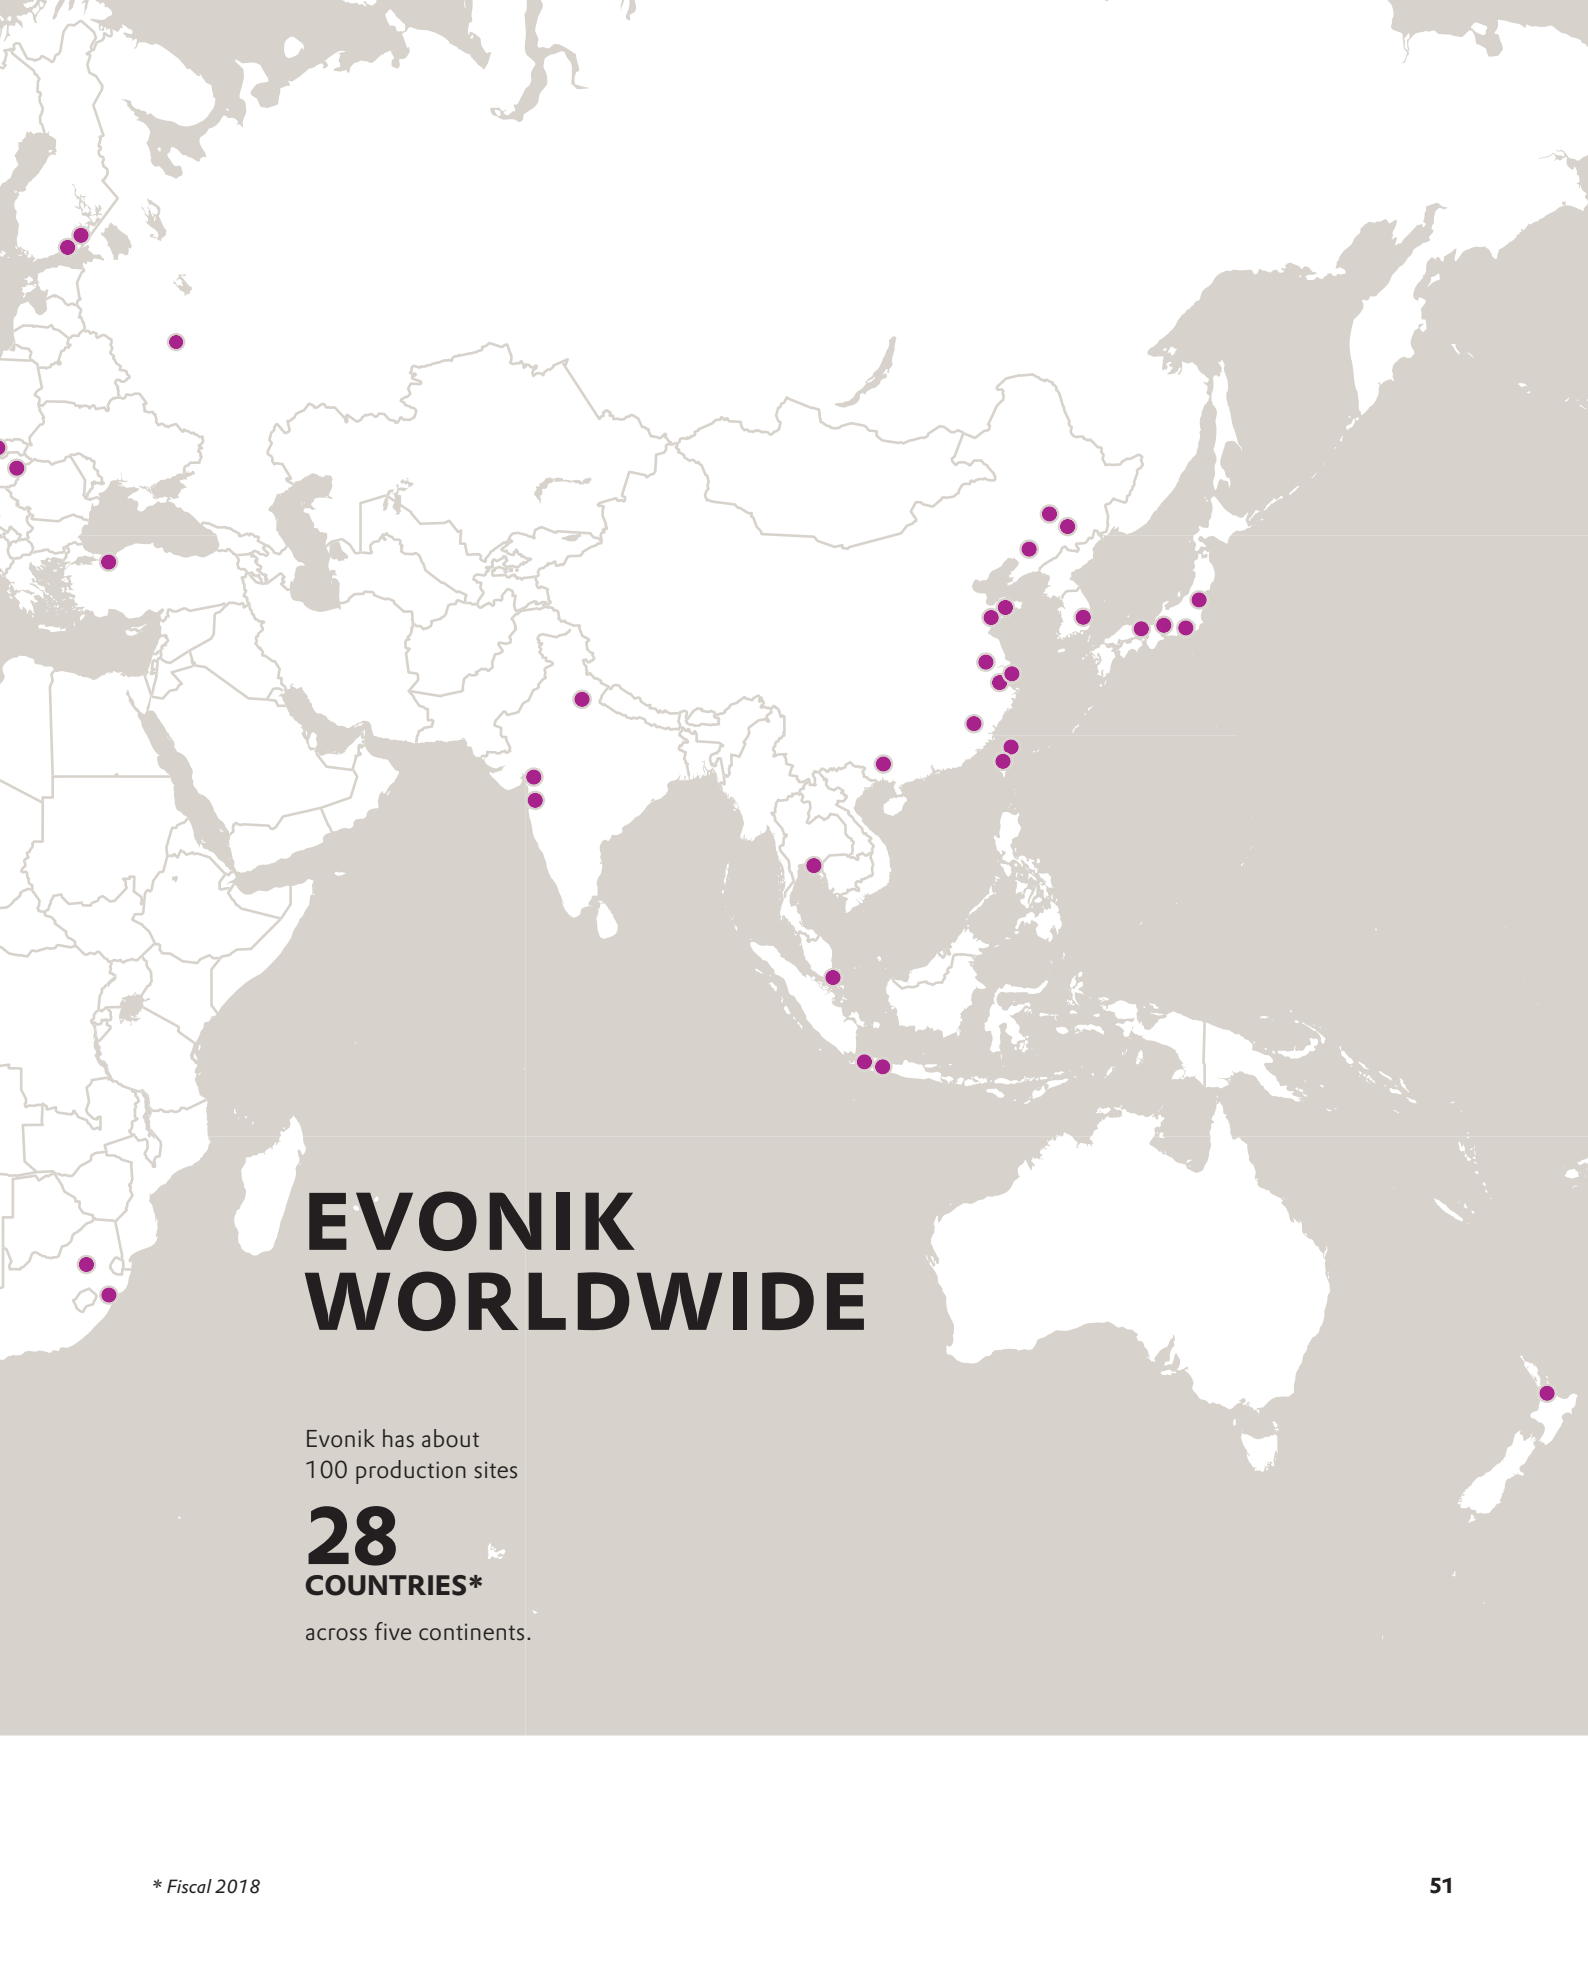 EVONIK
WORLDWIDE
Evonik has about
100 production sites
28
COUNTRIES*
across five continents.
* Fiscal 2018
51